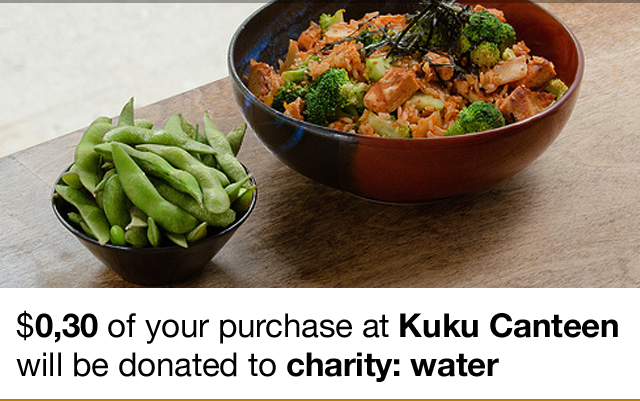 $0,30 of your purchase at Kuku Canteen
will be donated to charity: water